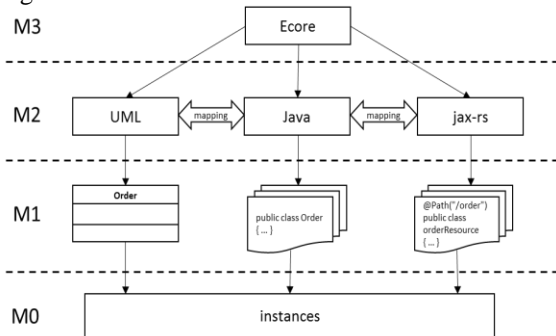 M3
Ecore
M2
UML
mapping
Java
mapping
jax-rs
M1
Order
public class Order
{ ... }
@Path("/order")
public class
orderResource
{ ... }
M0
instances